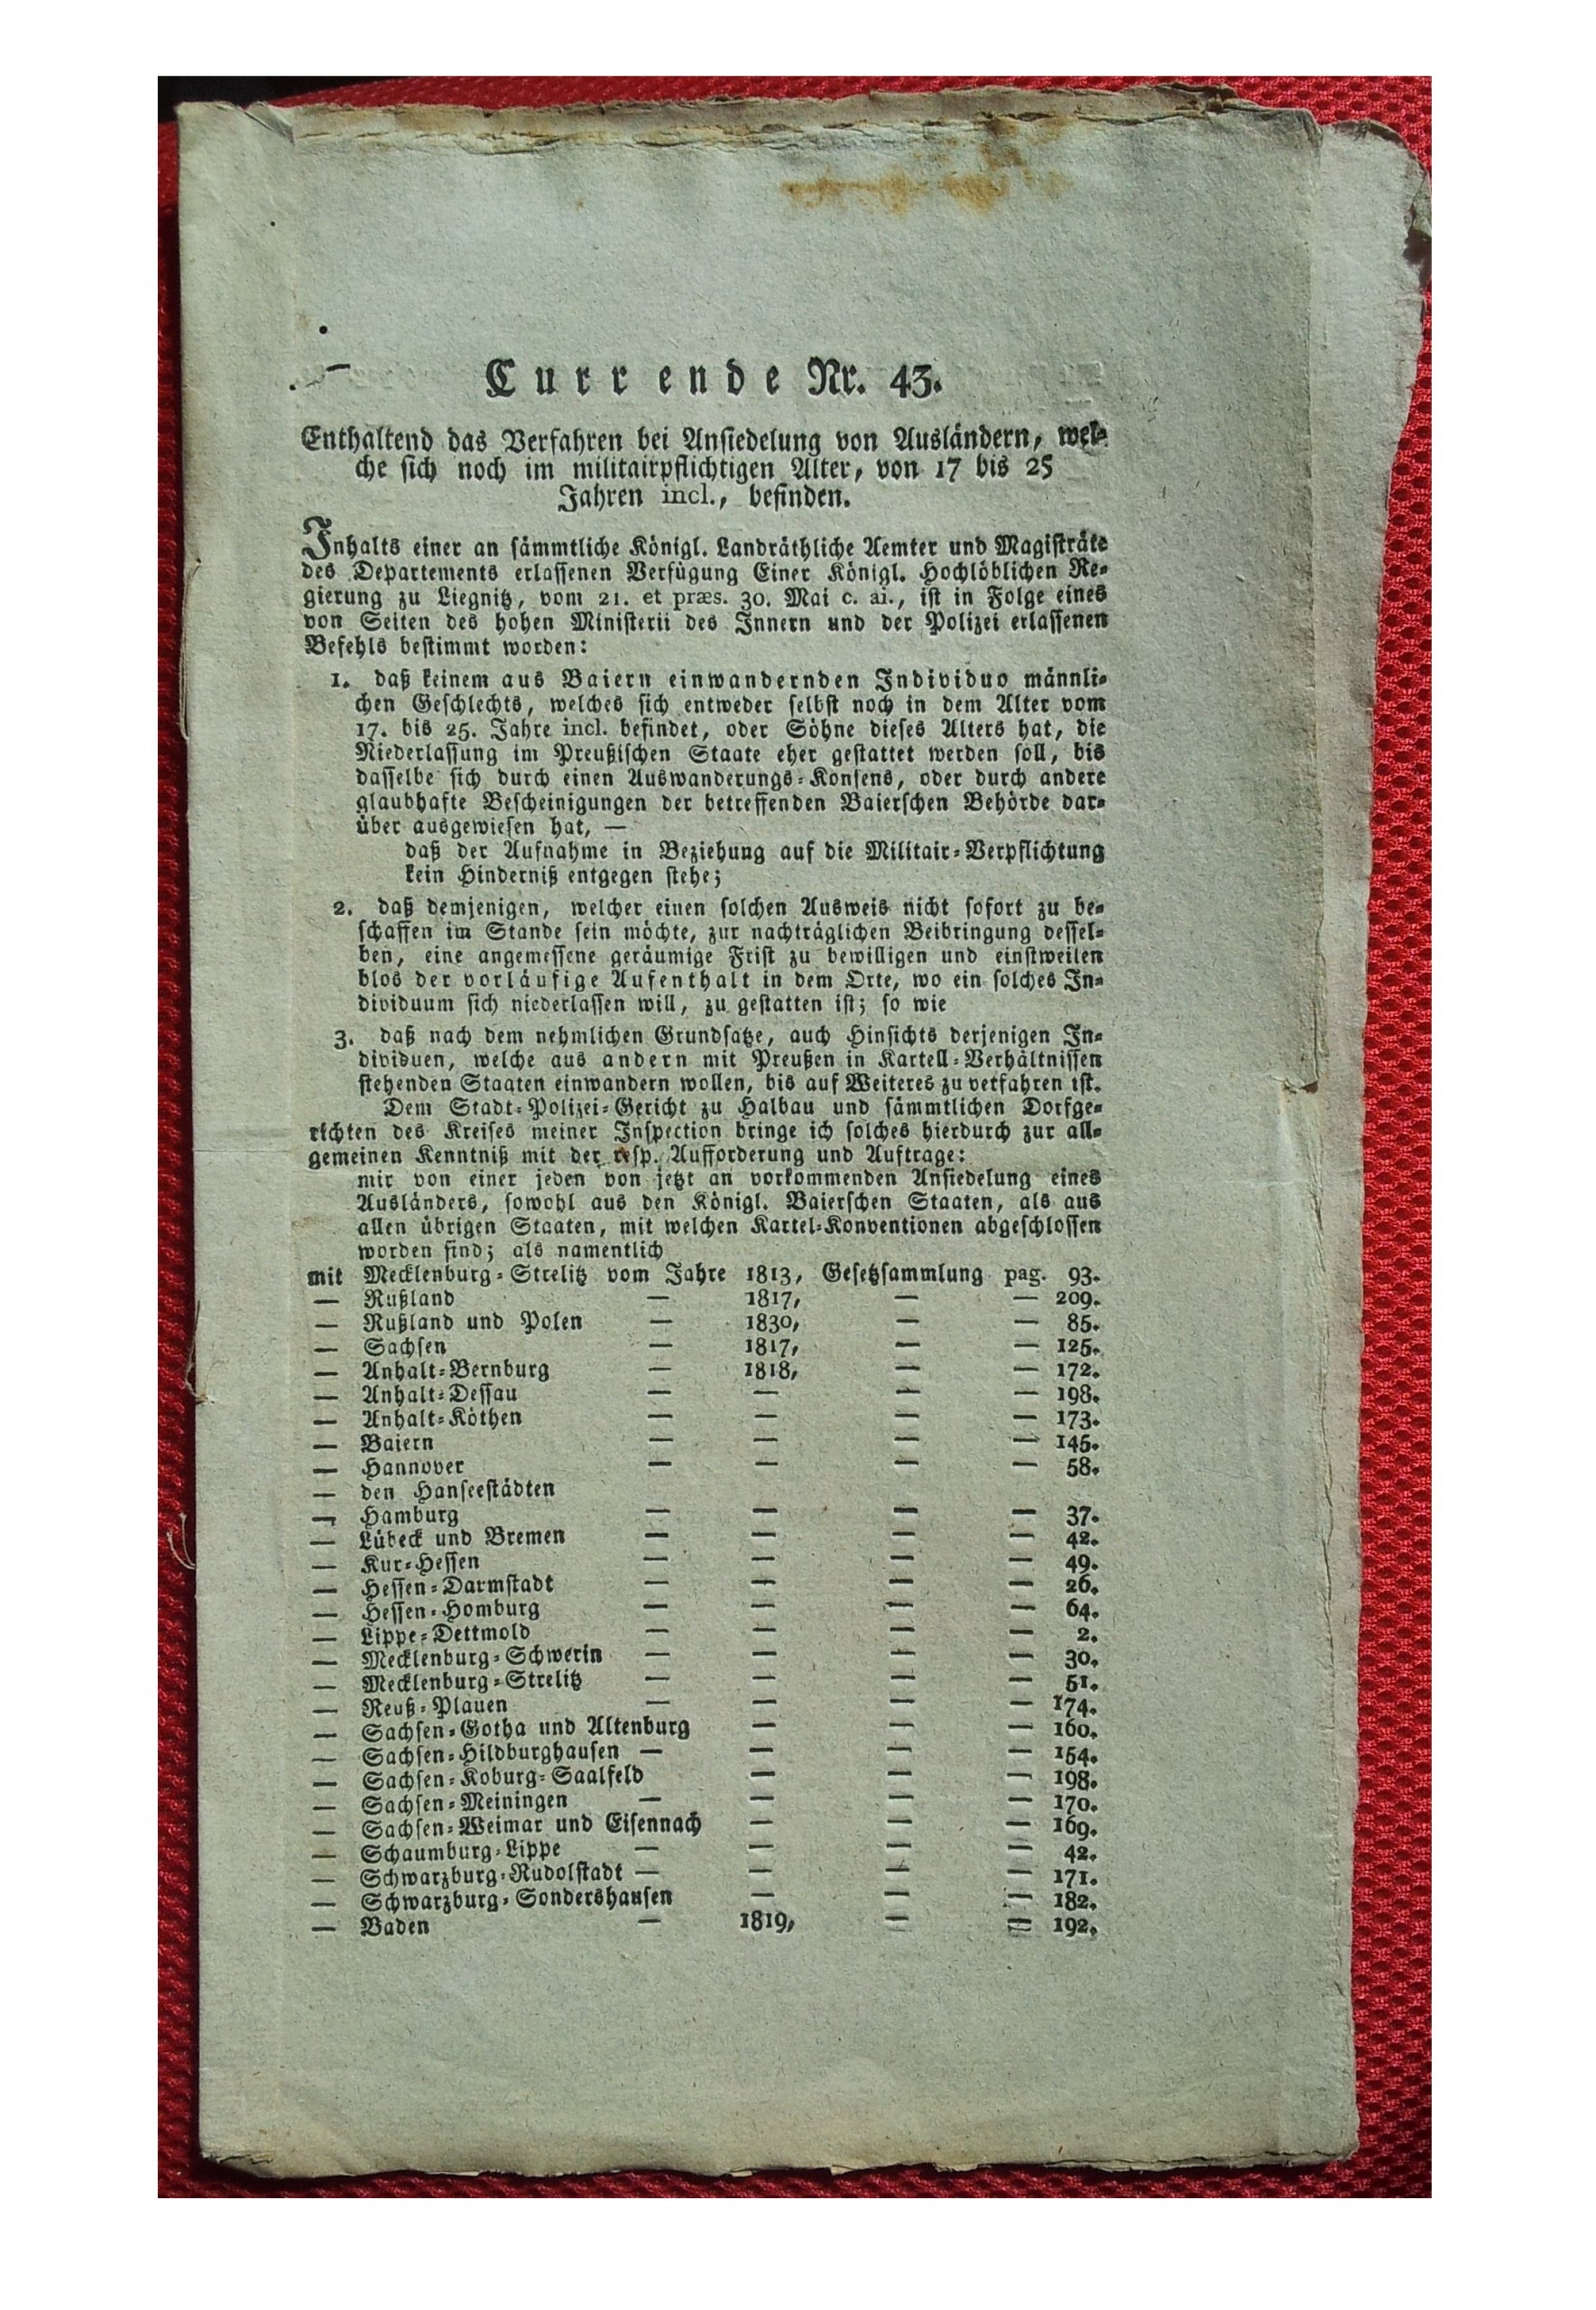 Currende Nr. 43.
Enthaltend das Verfahren bei Ansiedelung von Ausländern, wel-
che sich noch im militairpflichtigen Alter, von 17 bis 25
Jahren incl., befinden.
Inhalts einer an sämmtliche Königl. Landräthliche Aemter und Magisträte
des Departements erlassenen Verfügung Einer Königl. Hochlöblichen Re-
gierung zu Liegnitz, vom 21. et præs. 30. Mai c. ai., ist in Folge eines
von Seiten des hohen Ministerii des Innern und der Polizei erlassenen
Befehls bestimmt worden:
1. daß keinem aus Baiern einwandernden Individuo männli-
chen Geschlechts, welches sich entweder selbst noch in dem Alter vom
17. bis 25. Jahre incl. befindet, oder Söhne dieses Alters hat, die
Niederlassung im Preußischen Staate eher gestattet werden soll, bis
dasselbe sich durch einen Auswanderungs-Konsens, oder durch andere
glaubhafte Bescheinigungen der betreffenden Baierschen Behörde dar-
über ausgewiesen hat, —
daß der Aufnahme in Beziehung auf die Militair-Verpflichtung
kein Hinderniß entgegen stehe;
2. daß demjenigen, welcher einen solchen Ausweis nicht sofort zu be-
schaffen im Stande sein möchte, zur nachträglichen Beibringung dessel-
ben, eine angemessene geräumige Frist zu bewilligen und einstweilen
blos der vorläufige Aufenthalt in dem Orte, wo ein solches In-
dividuum sich niederlassen will, zu gestatten ist; so wie
3. daß nach dem nehmlichen Grundsatze, auch Hinsichts derjenigen In-
dividuen, welche aus andern mit Preußen in Kartell-Verhältnissen
stehenden Staaten einwandern wollen, bis auf Weiteres zu vetfahren ist.
Dem Stadt-Polizei-Gericht zu Halbau und sämmtlichen Dorfge-
richten des Kreises meiner Inspection bringe ich solches hierdurch zur all-
gemeinen Kenntniß mit der resp. Aufforderung und Auftrage:
mir von einer jeden von jetzt an vorkommenden Ansiedelung eines
Ausländers, sowohl aus den Königl. Baierschen Staaten, als aus
allen übrigen Staaten, mit welchen Kartel-Konventionen abgeschlossen
worden sind; als namentlich
mit Mecklenburg-Strelitz vom Jahre 1813, Gesetzsammlung pag. 93.
— Rußland — 1817, — — 209.
— Rußland und Polen — 1830, — — 85.
— Sachsen — 1817, — — 125.
— Anhalt-Bernburg — 1818, — — 172.
— Anhalt-Dessau — — — — 198.
— Anhalt-Köthen — — — — 173.
— Baiern — — — — 145.
— Hannover — — — — 58.
— den Hanseestädten
— Hamburg — — — — 37.
— Lübeck und Bremen — — — — 42.
— Kur-Hessen — — — — 49.
— Hessen-Darmstadt — — — — 26.
— Hessen-Homburg — — — — 64.
— Lippe-Dettmold — — — — 2.
— Mecklenburg-Schwerin — — — — 30.
— Mecklenburg-Strelitz — — — — 51.
— Reuß-Plauen — — — — 174.
— Sachsen-Gotha und Altenburg — — — 160.
— Sachsen-Hildburghausen — — — — 154.
— Sachsen-Koburg-Saalfeld — — — 198.
— Sachsen-Meiningen — — — — 170.
— Sachsen-Weimar und Eisennach — — — 169.
— Schaumburg-Lippe — — — — 42.
— Schwarzburg-Rudolstadt — — — — 171.
— Schwarzburg-Sondershausen — — — 182.
— Baden — 1819, — — 192.